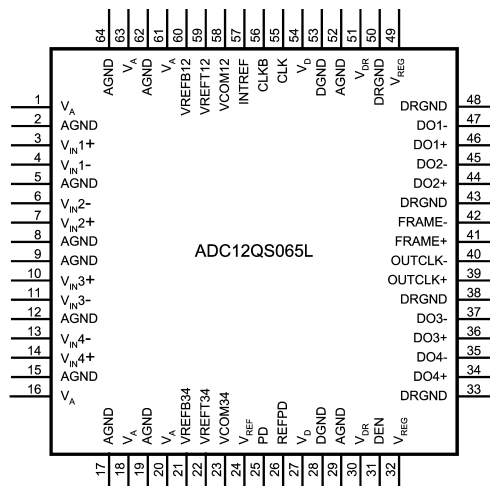 64 63 62 61 60 59 58 57 56 55 54 53 52 51 50 49
AGND VA AGND VA VREFB12 VREFT12 VCOM12 INTREF CLKB CLK VD DGND AGND VDR DRGND VREG
1 VA
2 AGND
3 VIN1+
4 VIN1-
5 AGND
6 VIN2-
7 VIN2+
8 AGND
9 AGND
10 VIN3+
11 VIN3-
12 AGND
13 VIN4-
14 VIN4+
15 AGND
16 VA
ADC12QS065L
DRGND 48
DO1- 47
DO1+ 46
DO2- 45
DO2+ 44
DRGND 43
FRAME- 42
FRAME+ 41
OUTCLK- 40
OUTCLK+ 39
DRGND 38
DO3- 37
DO3+ 36
DO4- 35
DO4+ 34
DRGND 33
AGND VA AGND VA VREFB34 VREFT34 VCOM34 VREF PD REFPD VD DGND AGND VDR DEN VREG
17 18 19 20 21 22 23 24 25 26 27 28 29 30 31 32